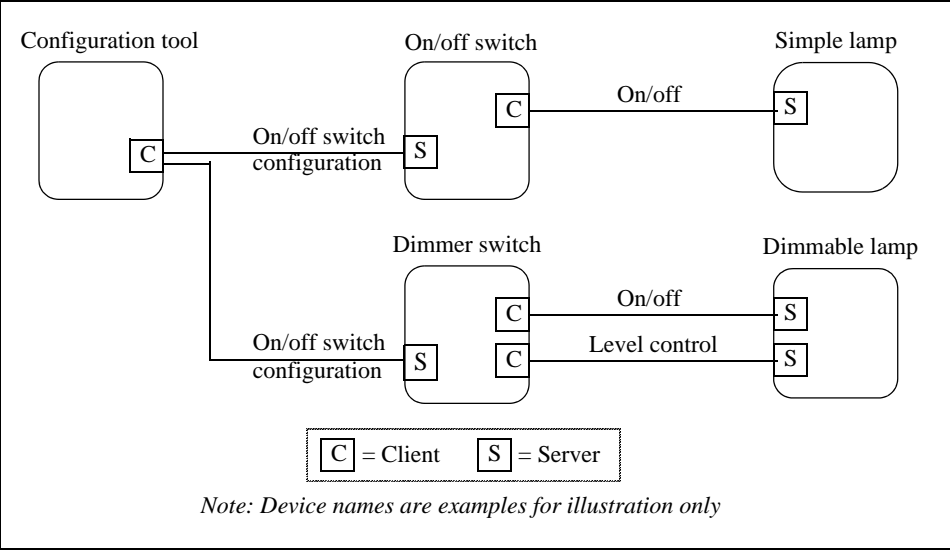 Configuration tool
On/off switch
Simple lamp
C
On/off
S
On/off switch
configuration
C
S
Dimmer switch
Dimmable lamp
C
On/off
S
On/off switch
configuration
S
C
Level control
S
C = Client
S = Server
Note: Device names are examples for illustration only